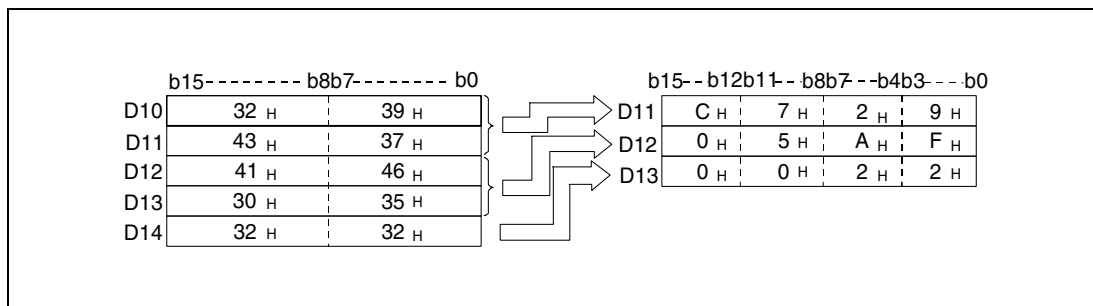 b15-------b8b7-------b0
D10 32 H 39 H
D11 43 H 37 H
D12 41 H 46 H
D13 30 H 35 H
D14 32 H 32 H
b15---b12b11---b8b7---b4b3----b0
D11 C H 7 H 2 H 9 H
D12 0 H 5 H A H F H
D13 0 H 0 H 2 H 2 H